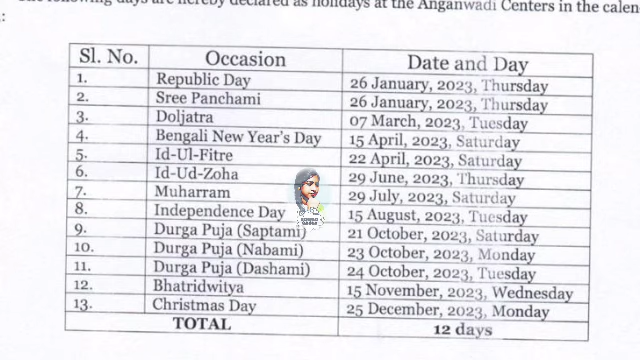 days are hereby declared as holidays at the Anganwadi Centers in the
:
Sl. No. Occasion Date and Day
1. Republic Day 26 January, 2023, Thursday
2. Sree Panchami 26 January, 2023, Thursday
3. Doljatra 07 March, 2023, Tuesday
4. Bengali New Year's Day 15 April, 2023, Saturday
5. Id-Ul-Fitre 22 April, 2023, Saturday
6. Id-Ud-Zoha 29 June, 2023, Thursday
7. Muharram 29 July, 2023, Saturday
8. Independence Day 15 August, 2023, Tuesday
9. Durga Puja (Saptami) 21 October, 2023, Saturday
10. Durga Puja (Nabami) 23 October, 2023, Monday
11. Durga Puja (Dashami) 24 October, 2023, Tuesday
12. Bhatridwitya 15 November, 2023, Wednesday
13. Christmas Day 25 December, 2023, Monday
TOTAL 12 days